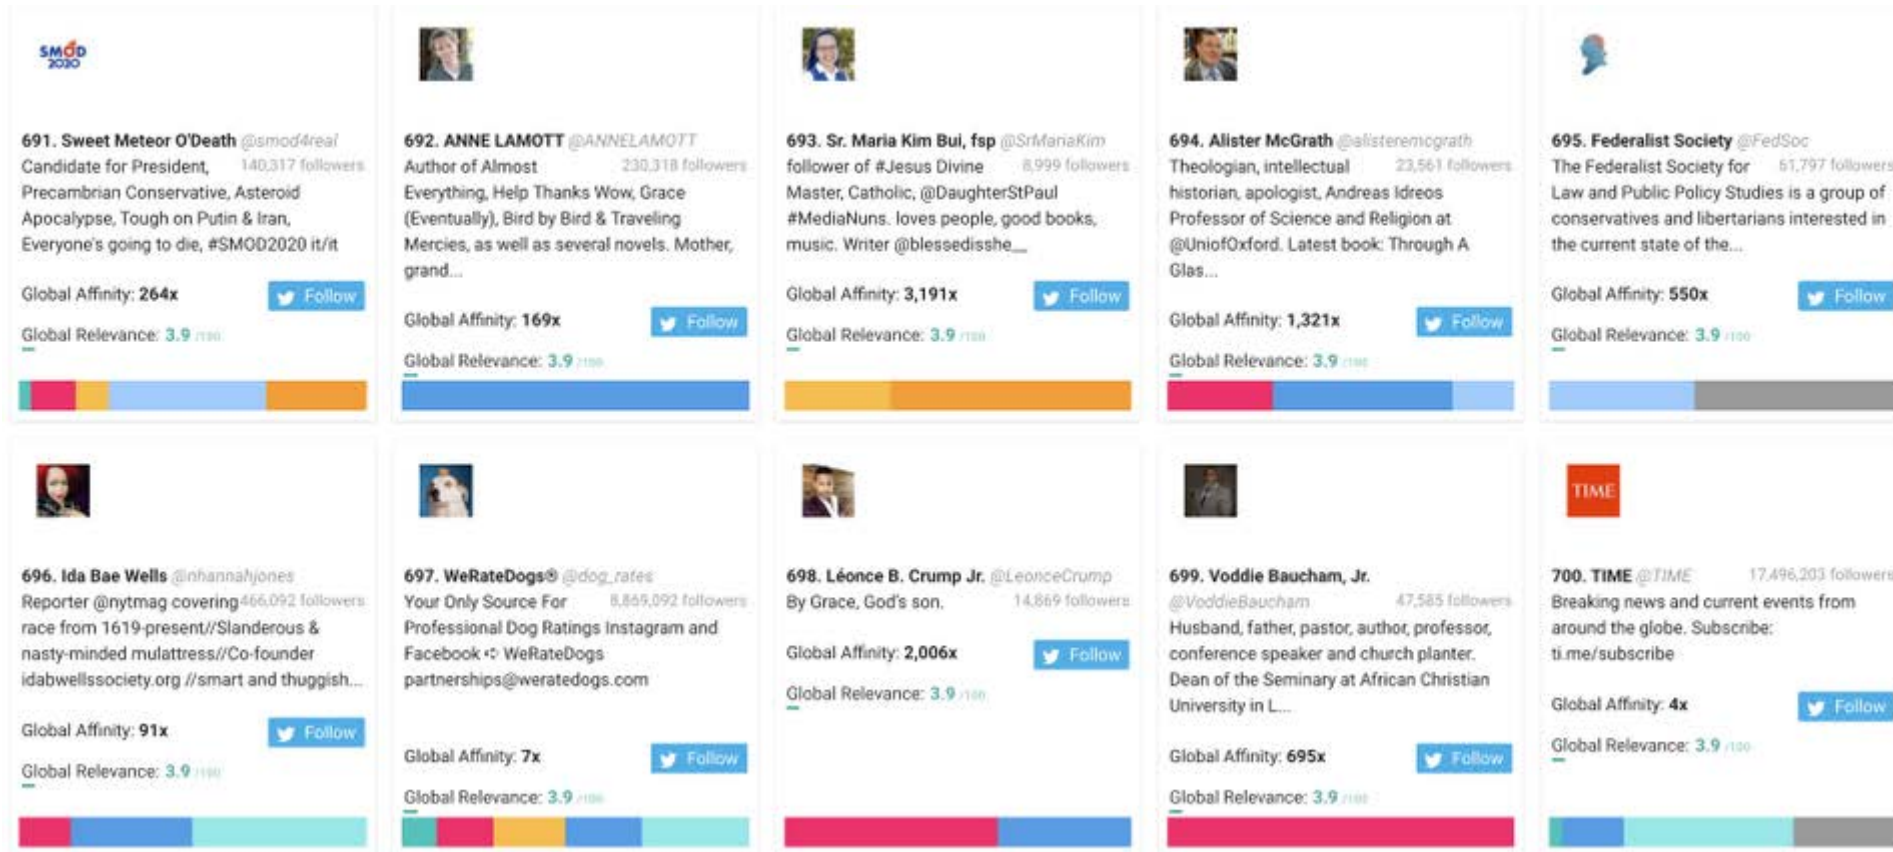 SMOD
2020
691. Sweet Meteor O'Death @smod4real
Candidate for President, 140,317 followers
Precambrian Conservative, Asteroid
Apocalypse, Tough on Putin & Iran,
Everyone's going to die, #SMOD2020 it/it
Global Affinity: 264x
Follow
Global Relevance: 3.9 /100
692. ANNE LAMOTT @ANNELAMOTT
Author of Almost 230,318 followers
Everything, Help Thanks Wow, Grace
(Eventually), Bird by Bird & Traveling
Mercies, as well as several novels. Mother,
grand...
Global Affinity: 169x
Follow
Global Relevance: 3.9 /100
693. Sr. Maria Kim Bui, fsp @SrMariaKim
follower of #Jesus Divine 8,999 followers
Master, Catholic, @DaughterStPaul
#MediaNuns. loves people, good books,
music. Writer @blessedisshe__
Global Affinity: 3,191x
Follow
Global Relevance: 3.9 /100
694. Alister McGrath @alisteremcgrath
Theologian, intellectual 23,561 followers
historian, apologist, Andreas Idreos
Professor of Science and Religion at
@UniofOxford. Latest book: Through A
Glas...
Global Affinity: 1,321x
Follow
Global Relevance: 3.9 /100
695. Federalist Society @FedSoc
The Federalist Society for 61,797 followers
Law and Public Policy Studies is a group of
conservatives and libertarians interested in
the current state of the...
Global Affinity: 550x
Follow
Global Relevance: 3.9 /100
696. Ida Bae Wells @nhannahjones
Reporter @nytmag covering 466,092 followers
race from 1619-present//Slanderous &
nasty-minded mulattress//Co-founder
idabwellssociety.org //smart and thuggish...
Global Affinity: 91x
Follow
Global Relevance: 3.9 /100
697. WeRateDogs® @dog_rates
Your Only Source For 8,869,092 followers
Professional Dog Ratings Instagram and
Facebook ➪ WeRateDogs
partnerships@weratedogs.com
Global Affinity: 7x
Follow
Global Relevance: 3.9 /100
698. Léonce B. Crump Jr. @LeonceCrump
By Grace, God's son. 14,869 followers
Global Affinity: 2,006x
Follow
Global Relevance: 3.9 /100
699. Voddie Baucham, Jr.
@VoddieBaucham 47,585 followers
Husband, father, pastor, author, professor,
conference speaker and church planter.
Dean of the Seminary at African Christian
University in L...
Global Affinity: 695x
Follow
Global Relevance: 3.9 /100
TIME
700. TIME @TIME 17,496,203 followers
Breaking news and current events from
around the globe. Subscribe:
ti.me/subscribe
Global Affinity: 4x
Follow
Global Relevance: 3.9 /100